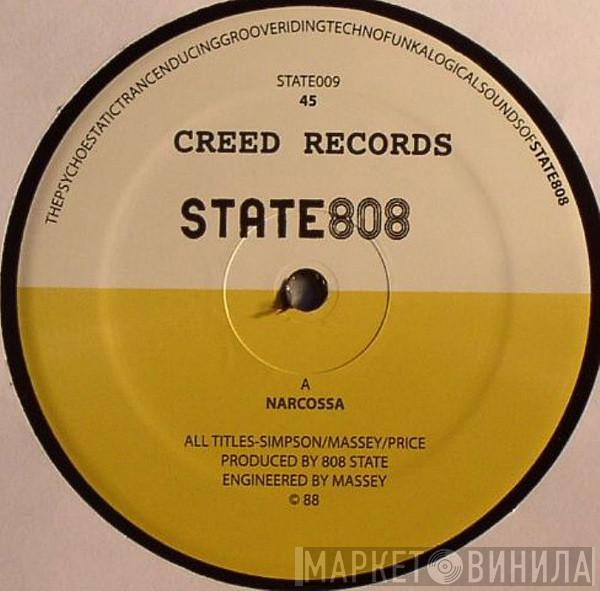 THEPSYCHOESTATICTRANCENDUCINGGROOVERIDINGTECHNOFUNKALOGICALSOUNDSOFSTATE808
STATE009
45
CREED RECORDS
STATE808
A
NARCOSSA
ALL TITLES-SIMPSON/MASSEY/PRICE
PRODUCED BY 808 STATE
ENGINEERED BY MASSEY
© 88
МАРКЕТ ВИНИЛА